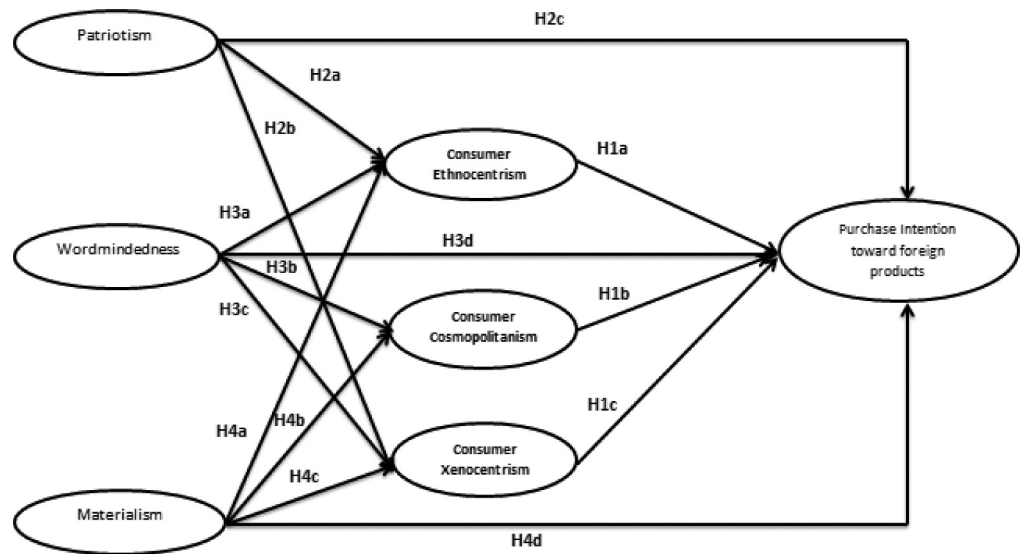 H2c
Patriotism
H2a
H2b
Consumer
Ethnocentrism
H1a
H3a
Wordmindedness
H3d
Purchase Intention
toward foreign
products
H3b
H3c
Consumer
Cosmopolitanism
H1b
H4a
H4b
H1c
Consumer
Xenocentrism
H4c
Materialism
H4d